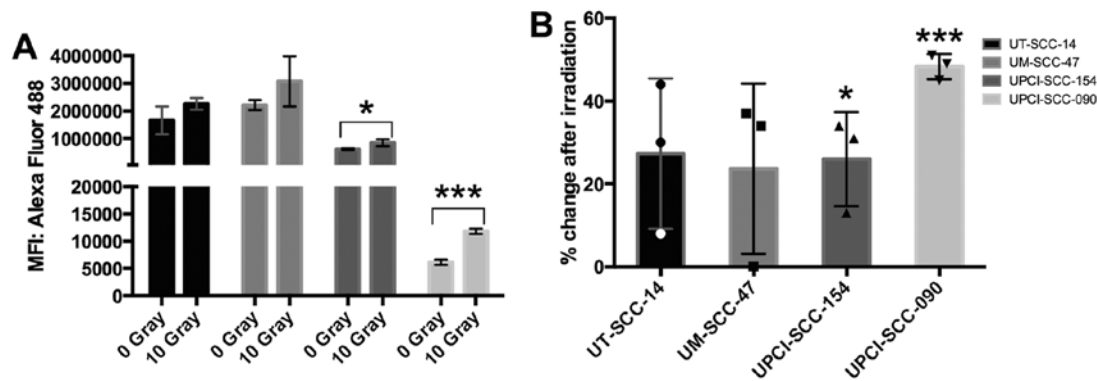 A
MFI: Alexa Fluor 488
4000000
3000000
2000000
1000000
20000
15000
10000
5000
0
*
***
0 Gray
10 Gray
0 Gray
10 Gray
0 Gray
10 Gray
0 Gray
10 Gray
B
% change after irradiation
60
40
20
0
*
***
UT-SCC-14
UM-SCC-47
UPCI-SCC-154
UPCI-SCC-090
UT-SCC-14
UM-SCC-47
UPCI-SCC-154
UPCI-SCC-090